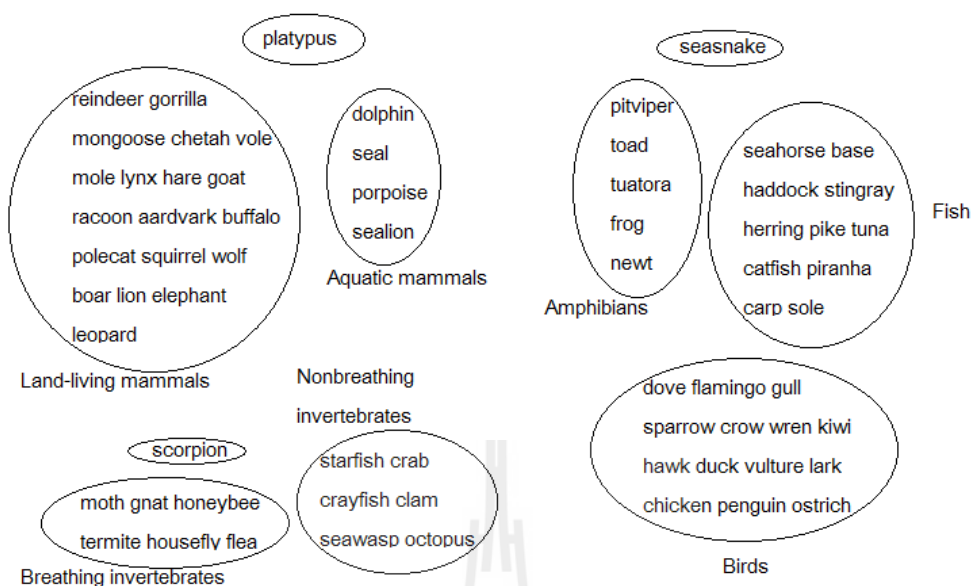 platypus
reindeer gorrilla
mongoose chetah vole
mole lynx hare goat
racoon aardvark buffalo
polecat squirrel wolf
boar lion elephant
leopard
Land-living mammals
dolphin
seal
porpoise
sealion
Aquatic mammals
seasnake
pitviper
toad
tuatora
frog
newt
Amphibians
seahorse base
haddock stingray
herring pike tuna
catfish piranha
carp sole
Fish
scorpion
moth gnat honeybee
termite housefly flea
Breathing invertebrates
Nonbreathing
invertebrates
starfish crab
crayfish clam
seawasp octopus
dove flamingo gull
sparrow crow wren kiwi
hawk duck vulture lark
chicken penguin ostrich
Birds